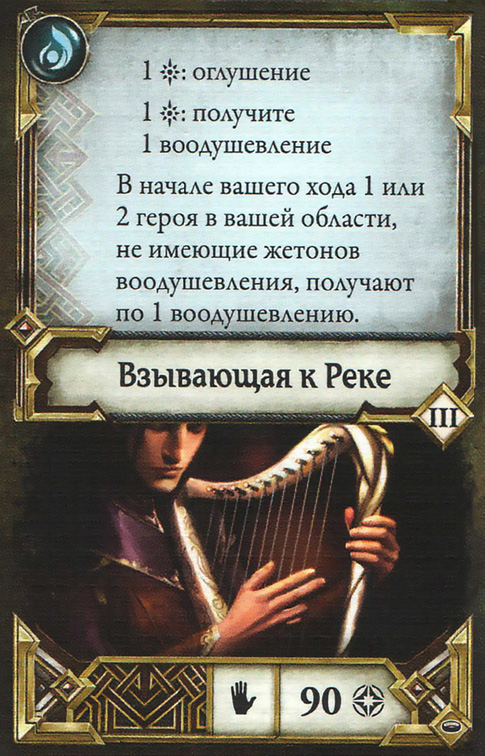 1 : оглушение
1 : получите
1 воодушевление
В начале вашего хода 1 или
2 героя в вашей области,
не имеющие жетонов
воодушевления, получают
по 1 воодушевлению.
Взывающая к Реке
III
90